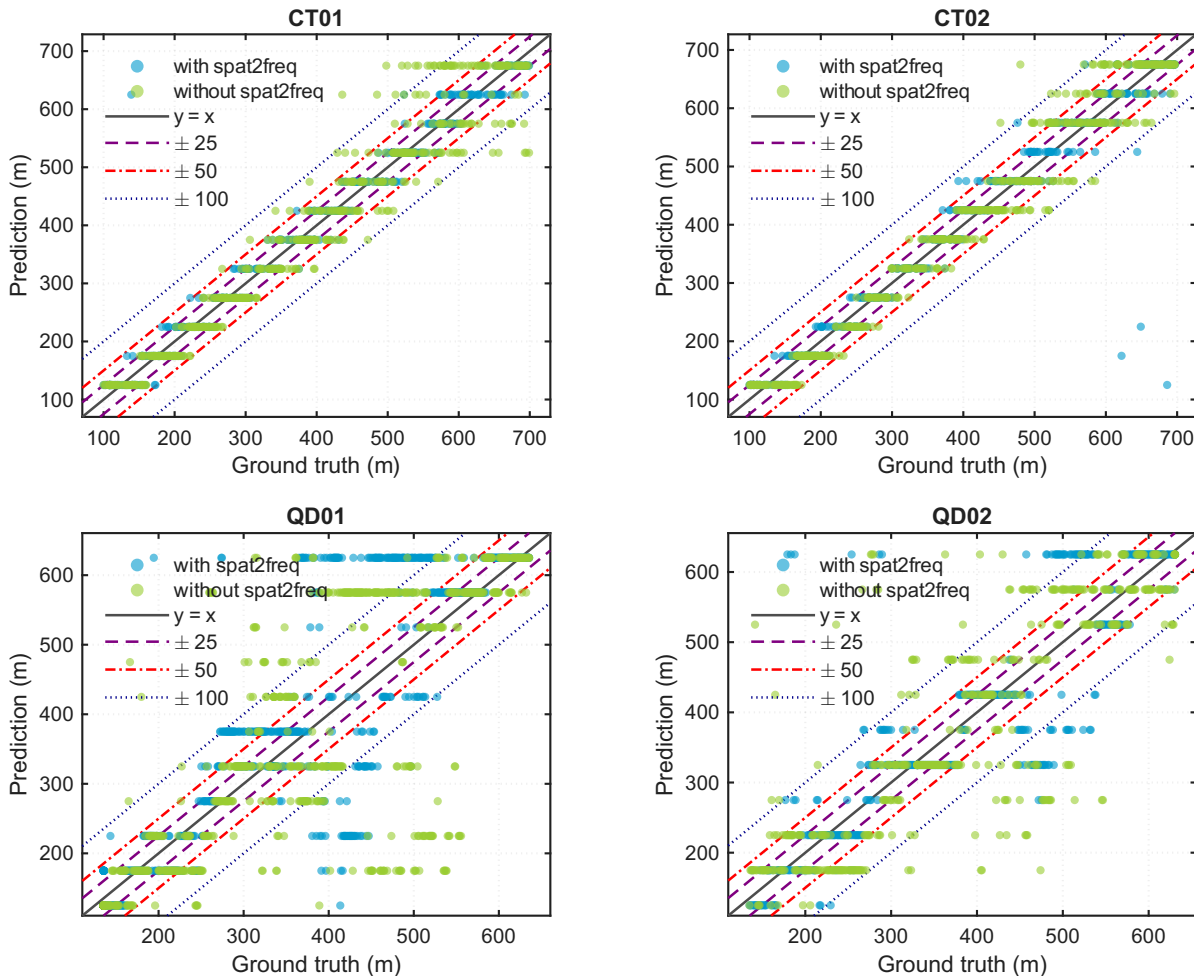 CT01
700
600
500
400
300
200
100
Prediction (m)
with spat2freq
without spat2freq
y = x
± 25
± 50
± 100
100 200 300 400 500 600 700
Ground truth (m)
CT02
700
600
500
400
300
200
100
Prediction (m)
with spat2freq
without spat2freq
y = x
± 25
± 50
± 100
100 200 300 400 500 600 700
Ground truth (m)
QD01
600
500
400
300
200
Prediction (m)
with spat2freq
without spat2freq
y = x
± 25
± 50
± 100
200 300 400 500 600
Ground truth (m)
QD02
600
500
400
300
200
Prediction (m)
with spat2freq
without spat2freq
y = x
± 25
± 50
± 100
200 300 400 500 600
Ground truth (m)